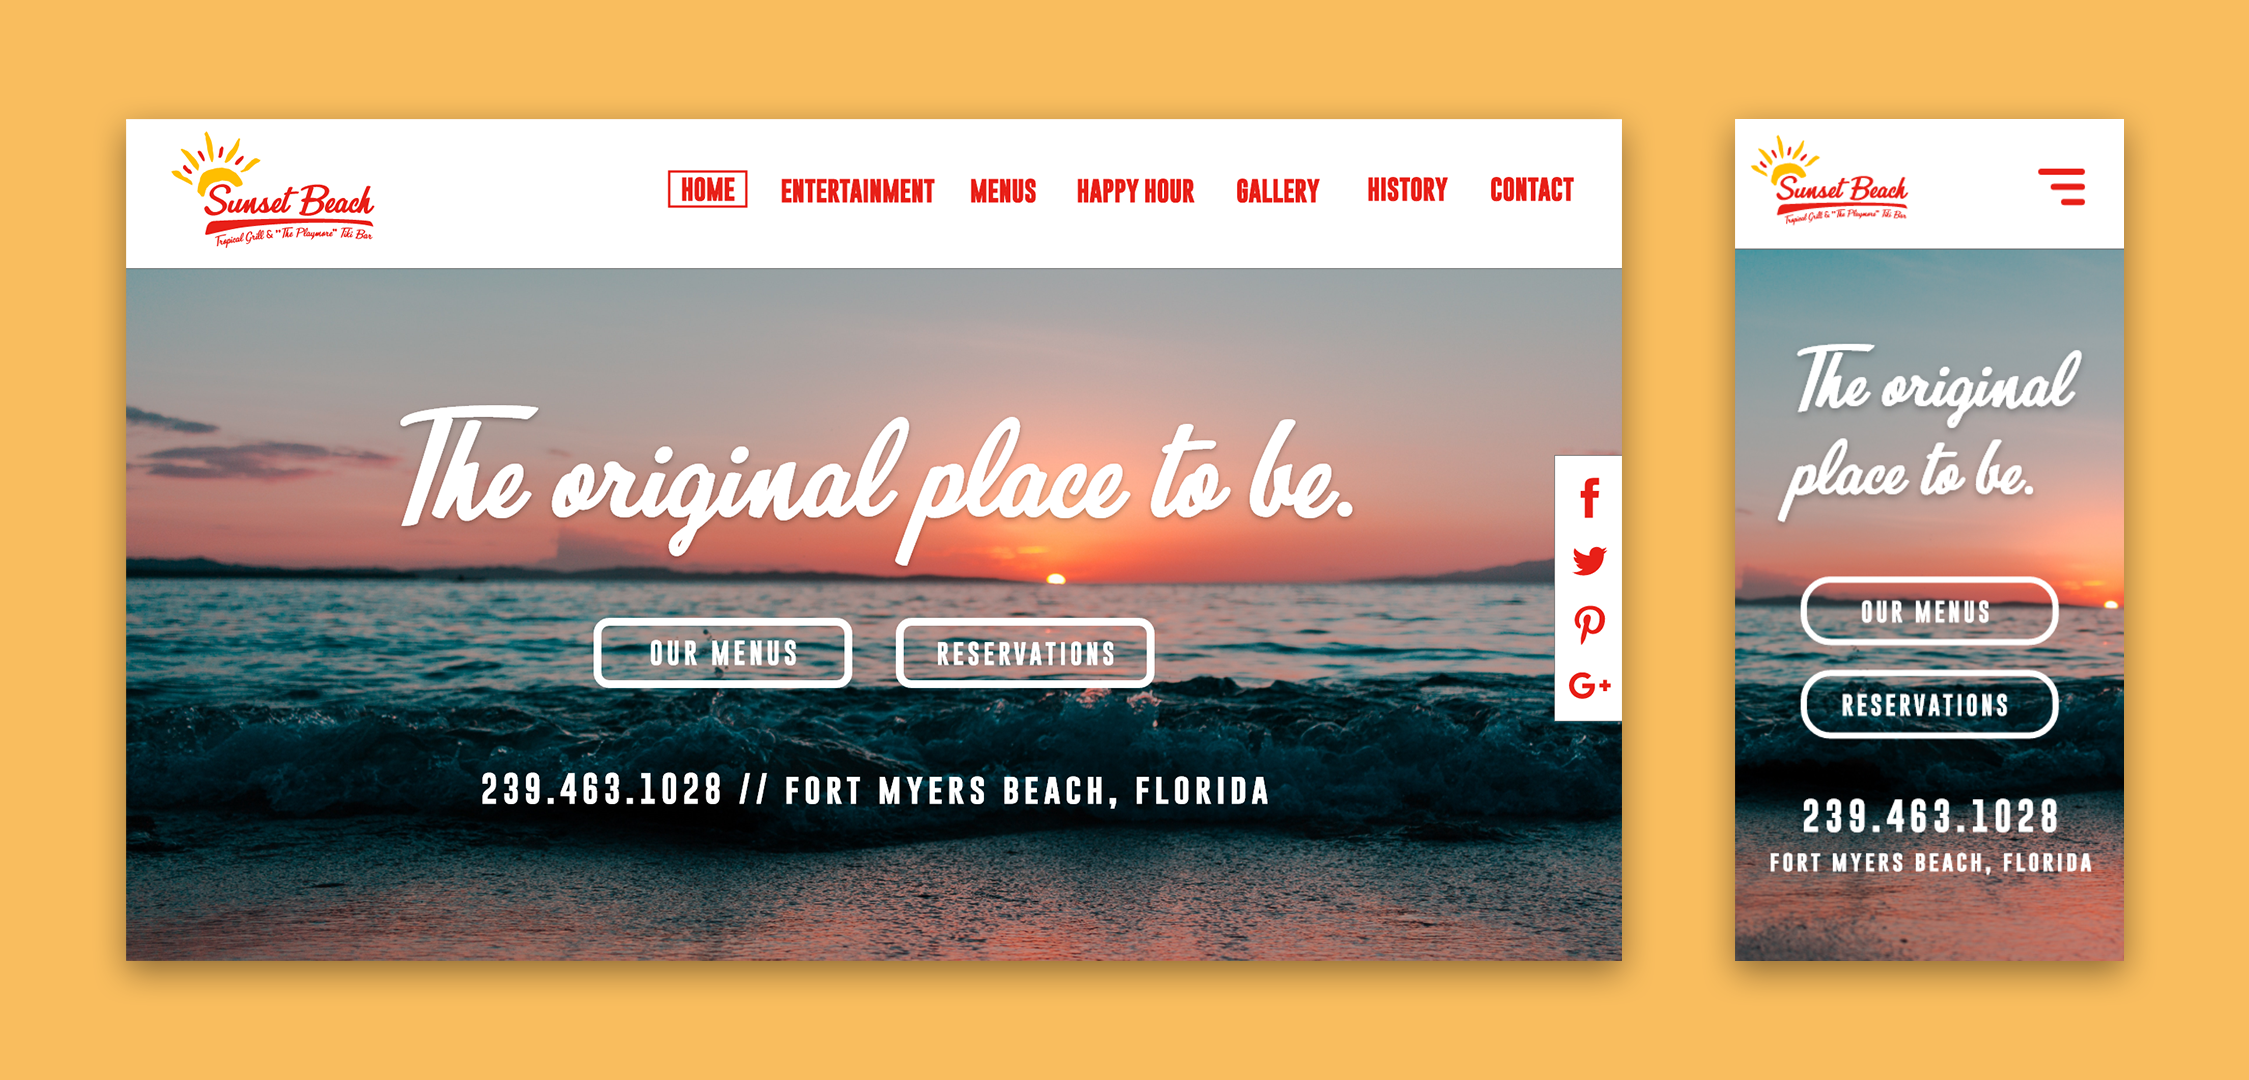 Sunset Beach
Tropical Grill & "The Playmore" Tiki Bar
HOME ENTERTAINMENT MENUS HAPPY HOUR GALLERY HISTORY CONTACT
The original place to be.
f
G+
OUR MENUS RESERVATIONS
239.463.1028 // FORT MYERS BEACH, FLORIDA
Sunset Beach
Tropical Grill & "The Playmore" Tiki Bar
The original
place to be.
OUR MENUS
RESERVATIONS
239.463.1028
FORT MYERS BEACH, FLORIDA